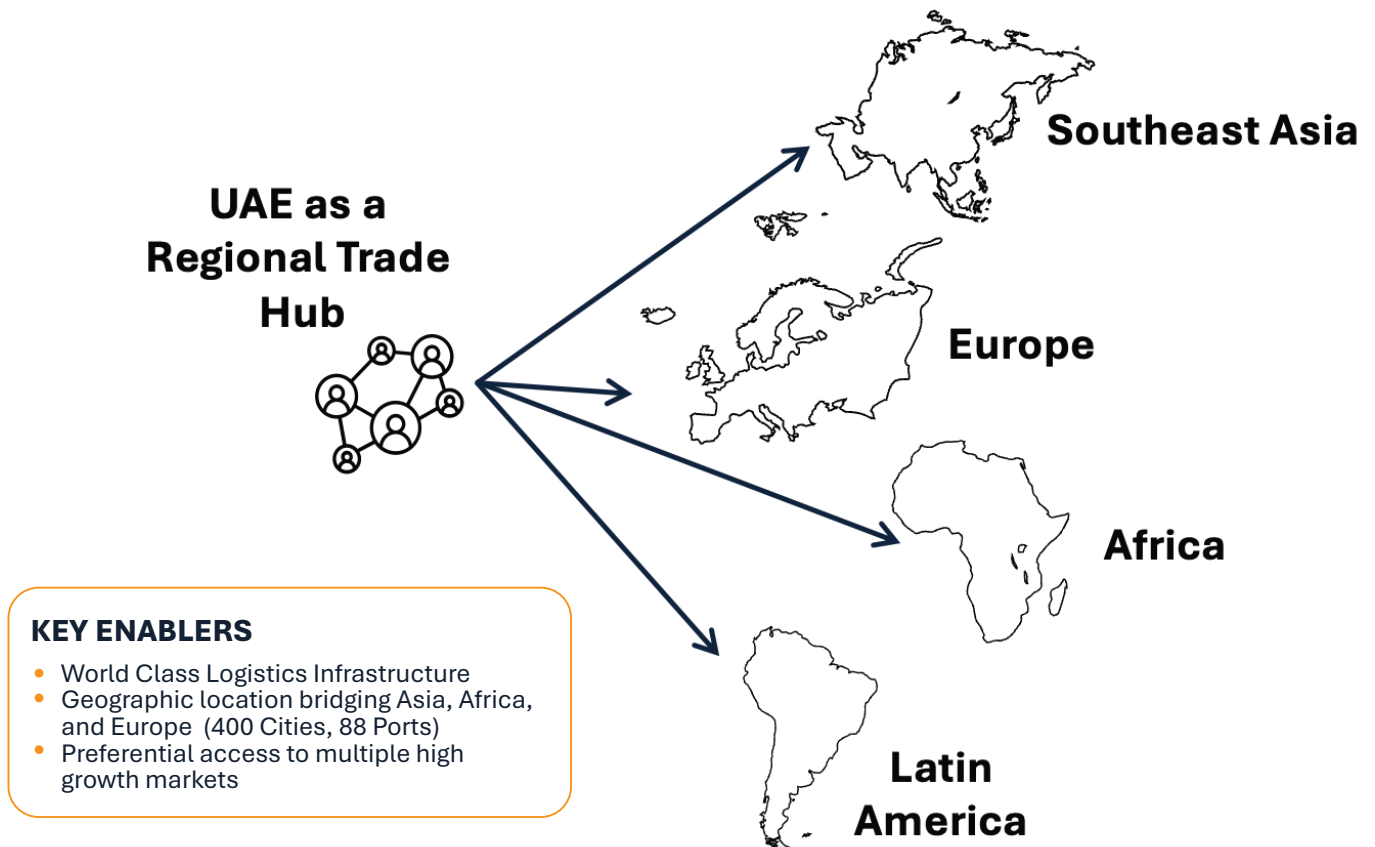 UAE as a
Regional Trade
Hub
Southeast Asia
Europe
Africa
Latin
America
KEY ENABLERS
• World Class Logistics Infrastructure
• Geographic location bridging Asia, Africa,
and Europe (400 Cities, 88 Ports)
• Preferential access to multiple high
growth markets